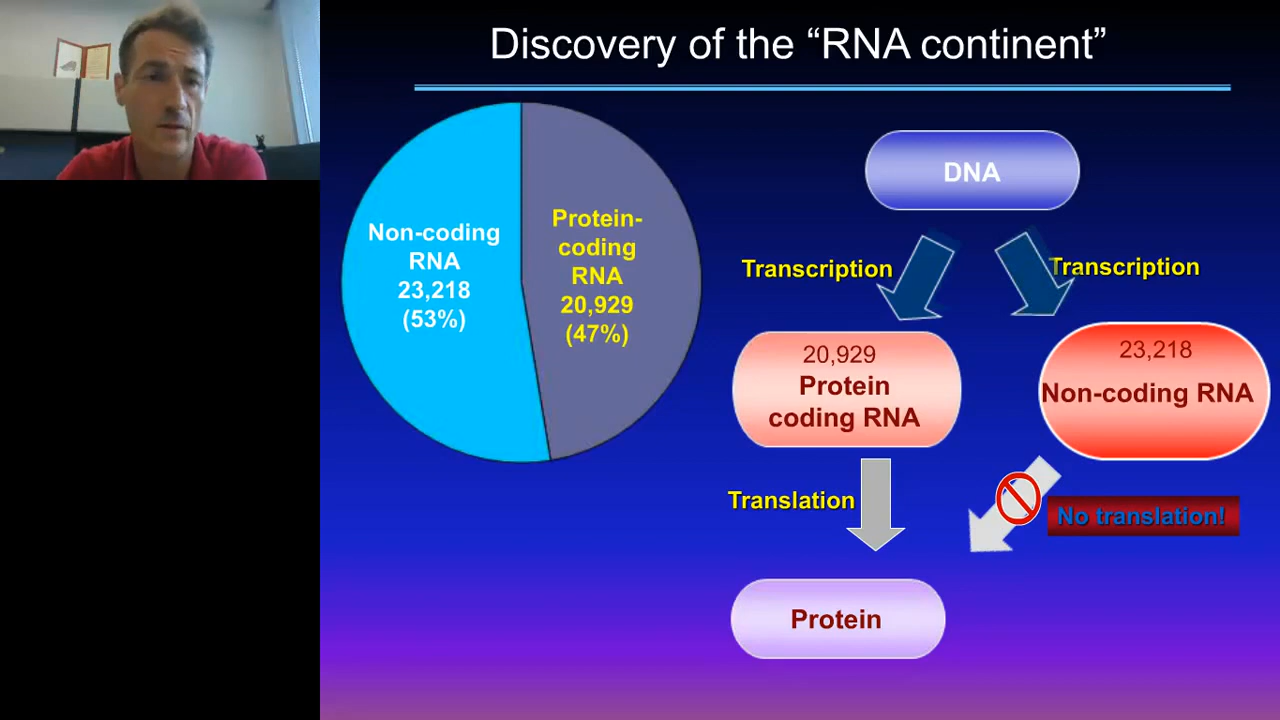 Discovery of the “RNA continent”
Non-coding
RNA
23,218
(53%)
Protein-
coding
RNA
20,929
(47%)
DNA
Transcription
Transcription
20,929
Protein
coding RNA
23,218
Non-coding RNA
Translation
No translation!
Protein